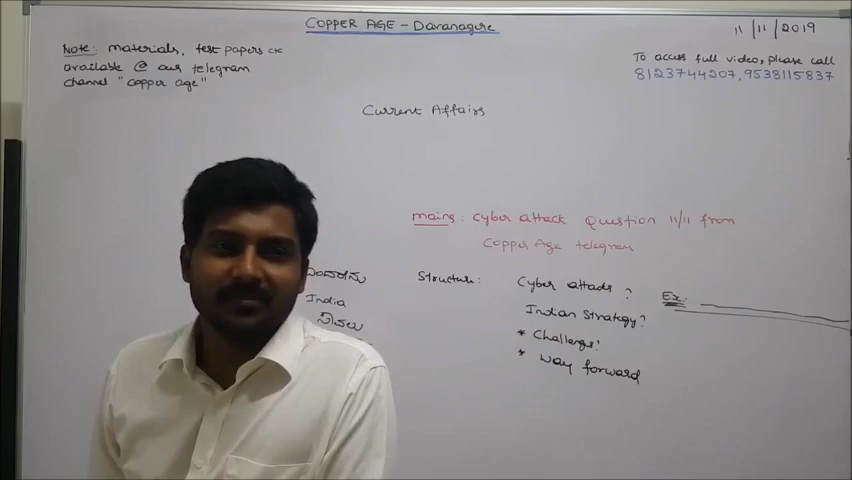 COPPER AGE - Davanagere
11/11/2019
Note: materials, test papers etc
available @ our telegram
channel "copper age"
To access full video, please call
8123744207, 9538115837
Current Affairs
mains: Cyber attack Question 11/11 from
Copper Age telegram
Structure: Cyber attacks ?
India
Indian Strategy?
Ex:
* Challenges?
* Way forward